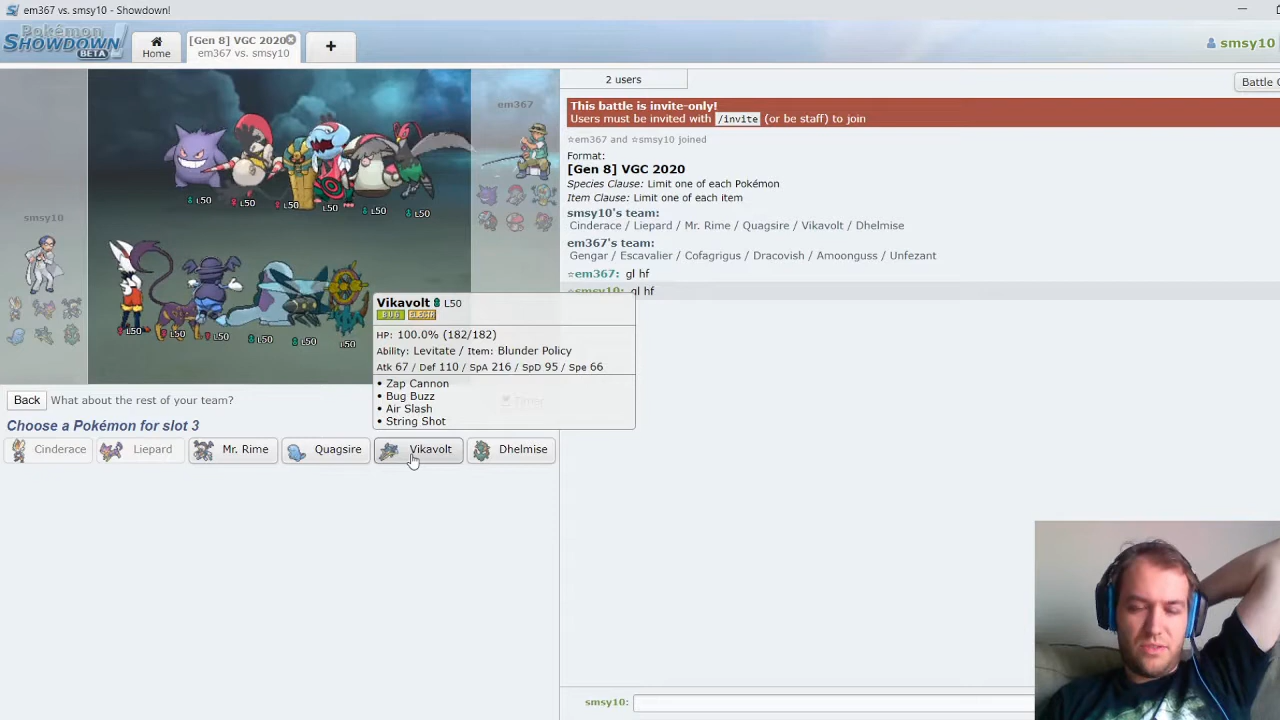 em367 vs. smsy10 - Showdown!
Pokémon
SHOWDOWN!
BETA
Home
[Gen 8] VGC 2020
em367 vs. smsy10
+
smsy10
2 users
Battle
em367
smsy10
L50
L50
L50
L50
L50
L50
L50
L50
L50
L50
L50
L50
This battle is invite-only!
Users must be invited with /invite (or be staff) to join
☆em367 and ☆smsy10 joined
Format:
[Gen 8] VGC 2020
Species Clause: Limit one of each Pokémon
Item Clause: Limit one of each item
smsy10's team:
Cinderace / Liepard / Mr. Rime / Quagsire / Vikavolt / Dhelmise
em367's team:
Gengar / Escavalier / Cofagrigus / Dracovish / Amoonguss / Unfezant
☆em367: gl hf
☆smsy10: gl hf
Vikavolt L50
BUG ELECTR
HP: 100.0% (182/182)
Ability: Levitate / Item: Blunder Policy
Atk 67 / Def 110 / SpA 216 / SpD 95 / Spe 66
• Zap Cannon
• Bug Buzz
• Air Slash
• String Shot
Back What about the rest of your team?
Timer
Choose a Pokémon for slot 3
Cinderace Liepard Mr. Rime Quagsire Vikavolt Dhelmise
smsy10: